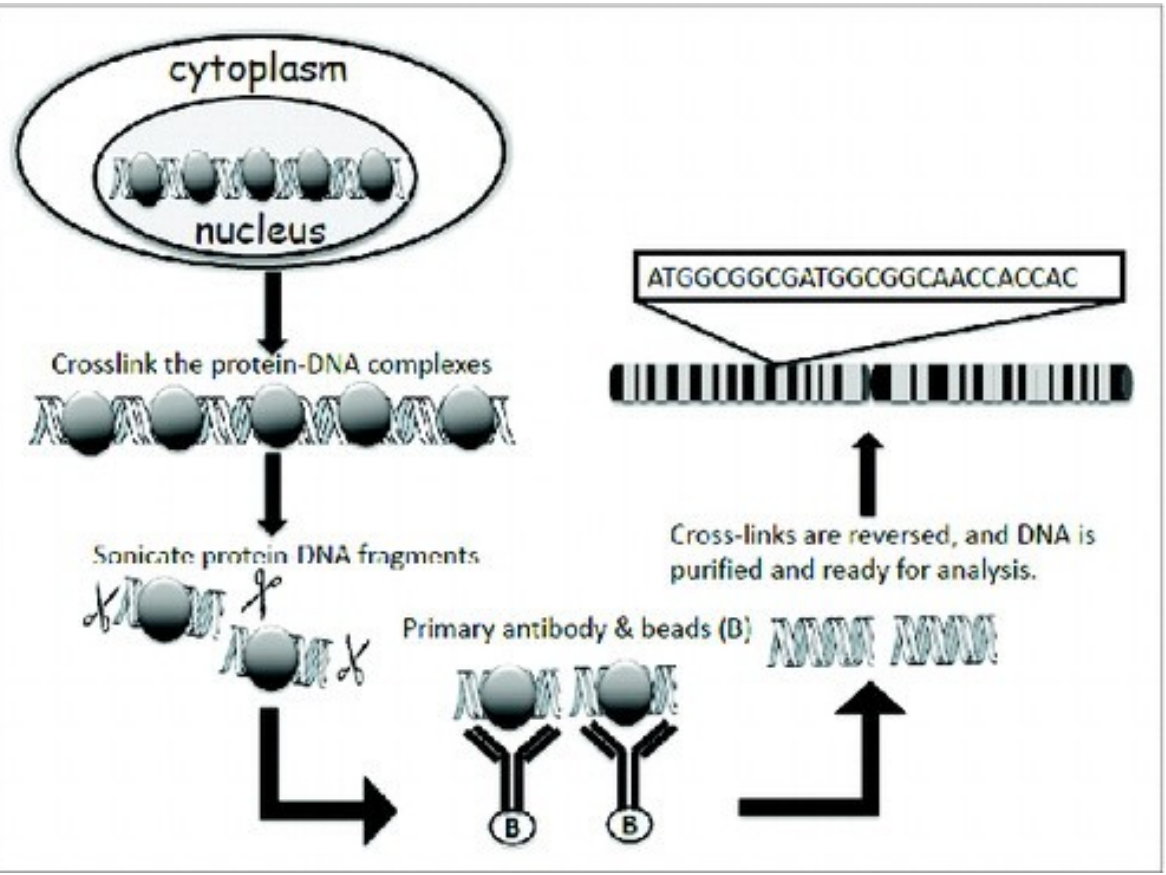 cytoplasm
nucleus
Crosslink the protein-DNA complexes
Sonicate protein DNA fragments
Primary antibody & beads (B)
B
B
Cross-links are reversed, and DNA is
purified and ready for analysis.
ATGGCGGCGATGGCGGCAACCACCAC